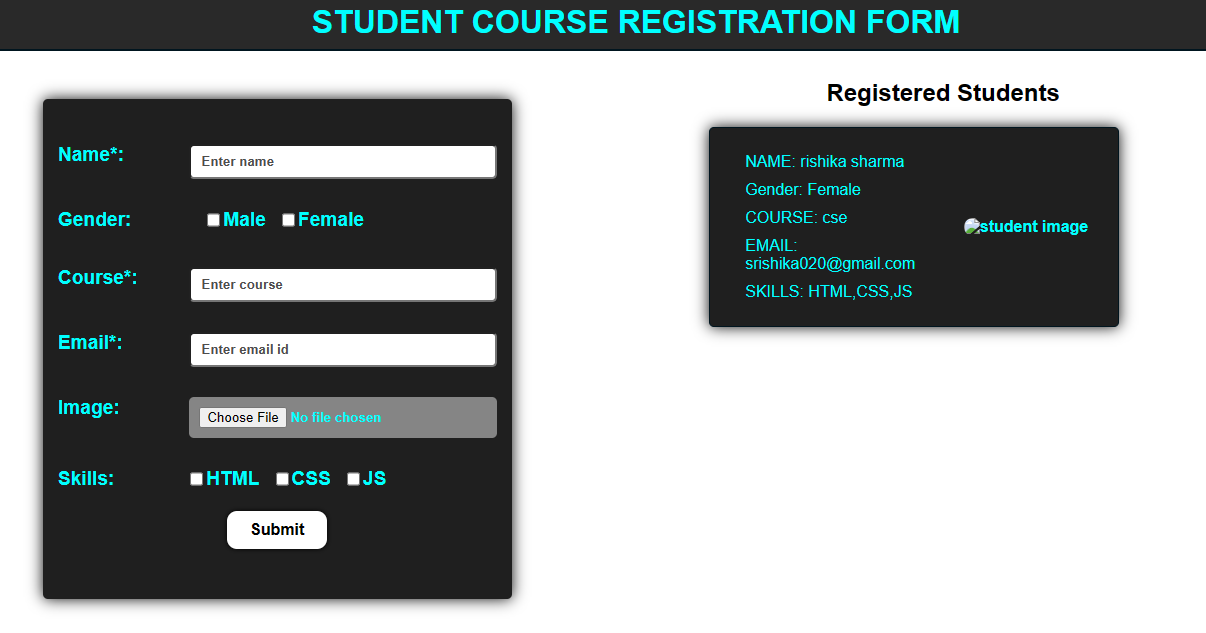 STUDENT COURSE REGISTRATION FORM
Name*:
Enter name
Gender:
Male Female
Course*:
Enter course
Email*:
Enter email id
Image:
Choose File No file chosen
Skills:
HTML CSS JS
Submit
Registered Students
NAME: rishika sharma
Gender: Female
COURSE: cse
EMAIL:
srishika020@gmail.com
SKILLS: HTML,CSS,JS
student image